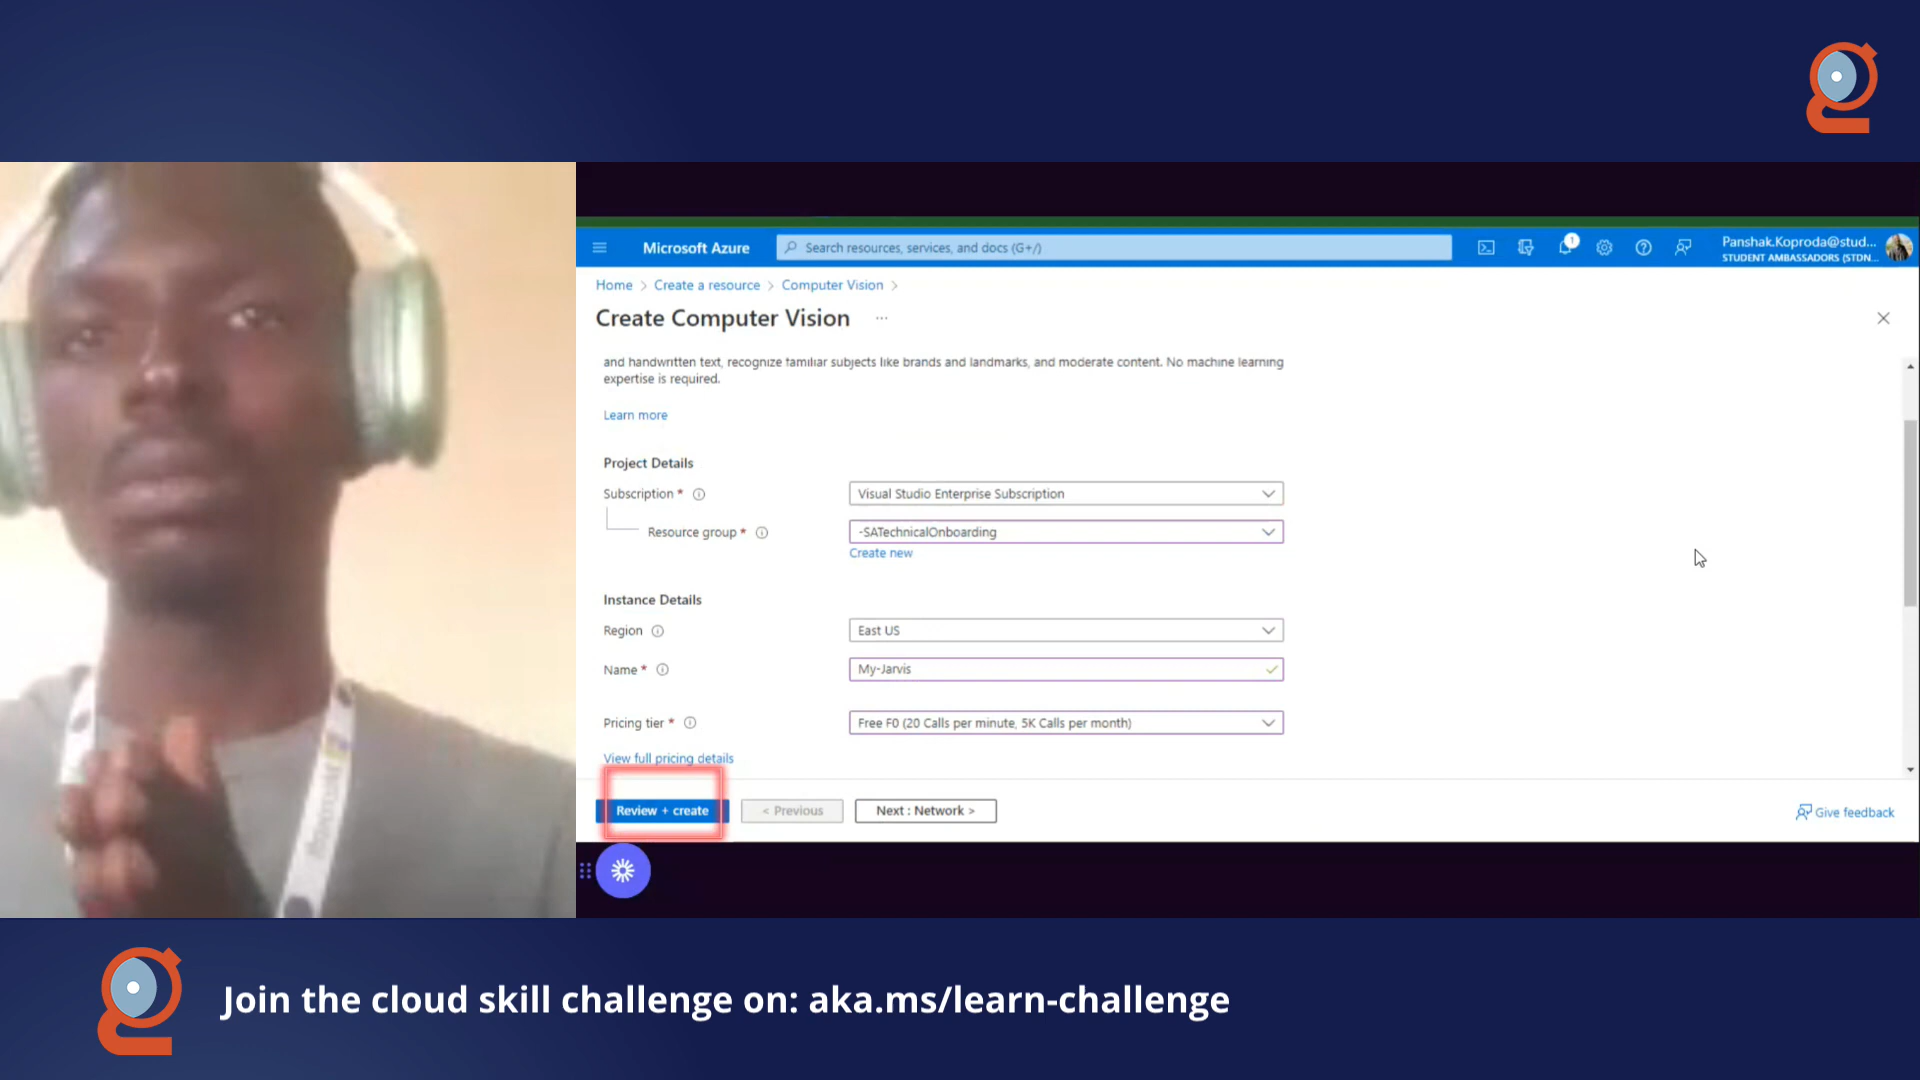 Microsoft Azure
Search resources, services, and docs (G+/)
1
Panshak.Koproda@stud...
STUDENT AMBASSADORS (STDN...
Home > Create a resource > Computer Vision >
Create Computer Vision ...
and handwritten text, recognize familiar subjects like brands and landmarks, and moderate content. No machine learning
expertise is required.
Learn more
Project Details
Subscription *
Visual Studio Enterprise Subscription
Resource group *
-SATechnicalOnboarding
Create new
Instance Details
Region
East US
Name *
My-Jarvis
Pricing tier *
Free F0 (20 Calls per minute, 5K Calls per month)
View full pricing details
Review + create
< Previous
Next : Network >
Give feedback
Join the cloud skill challenge on: aka.ms/learn-challenge